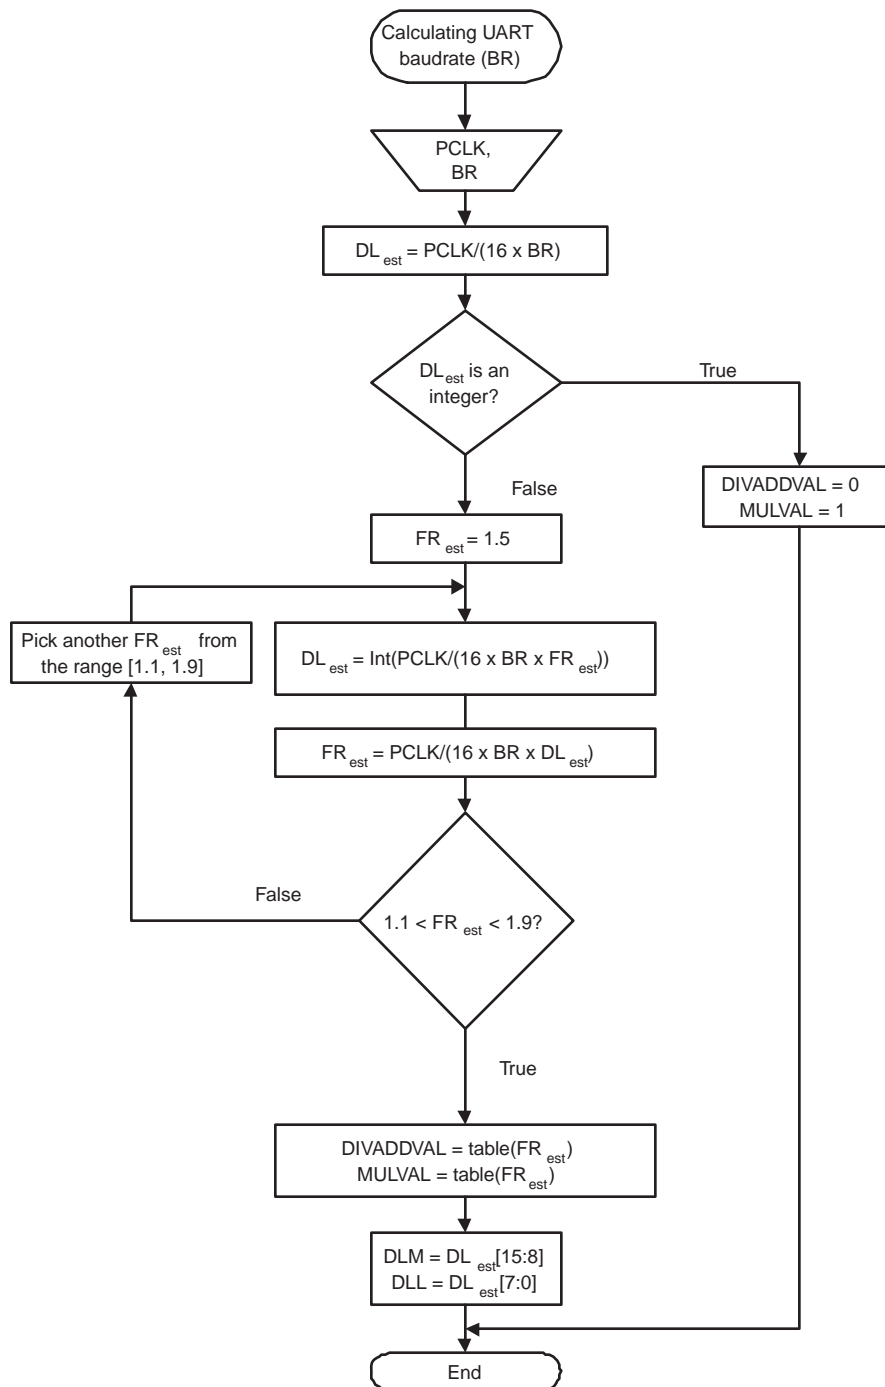 Calculating UART
baudrate (BR)
PCLK,
BR
DL est = PCLK/(16 x BR)
DL est is an
integer?
True
False
DIVADDVAL = 0
MULVAL = 1
FR est = 1.5
Pick another FR est from
the range [1.1, 1.9]
DL est = Int(PCLK/(16 x BR x FR est))
FR est = PCLK/(16 x BR x DL est)
False
1.1 < FR est < 1.9?
True
DIVADDVAL = table(FR est)
MULVAL = table(FR est)
DLM = DL est[15:8]
DLL = DL est[7:0]
End